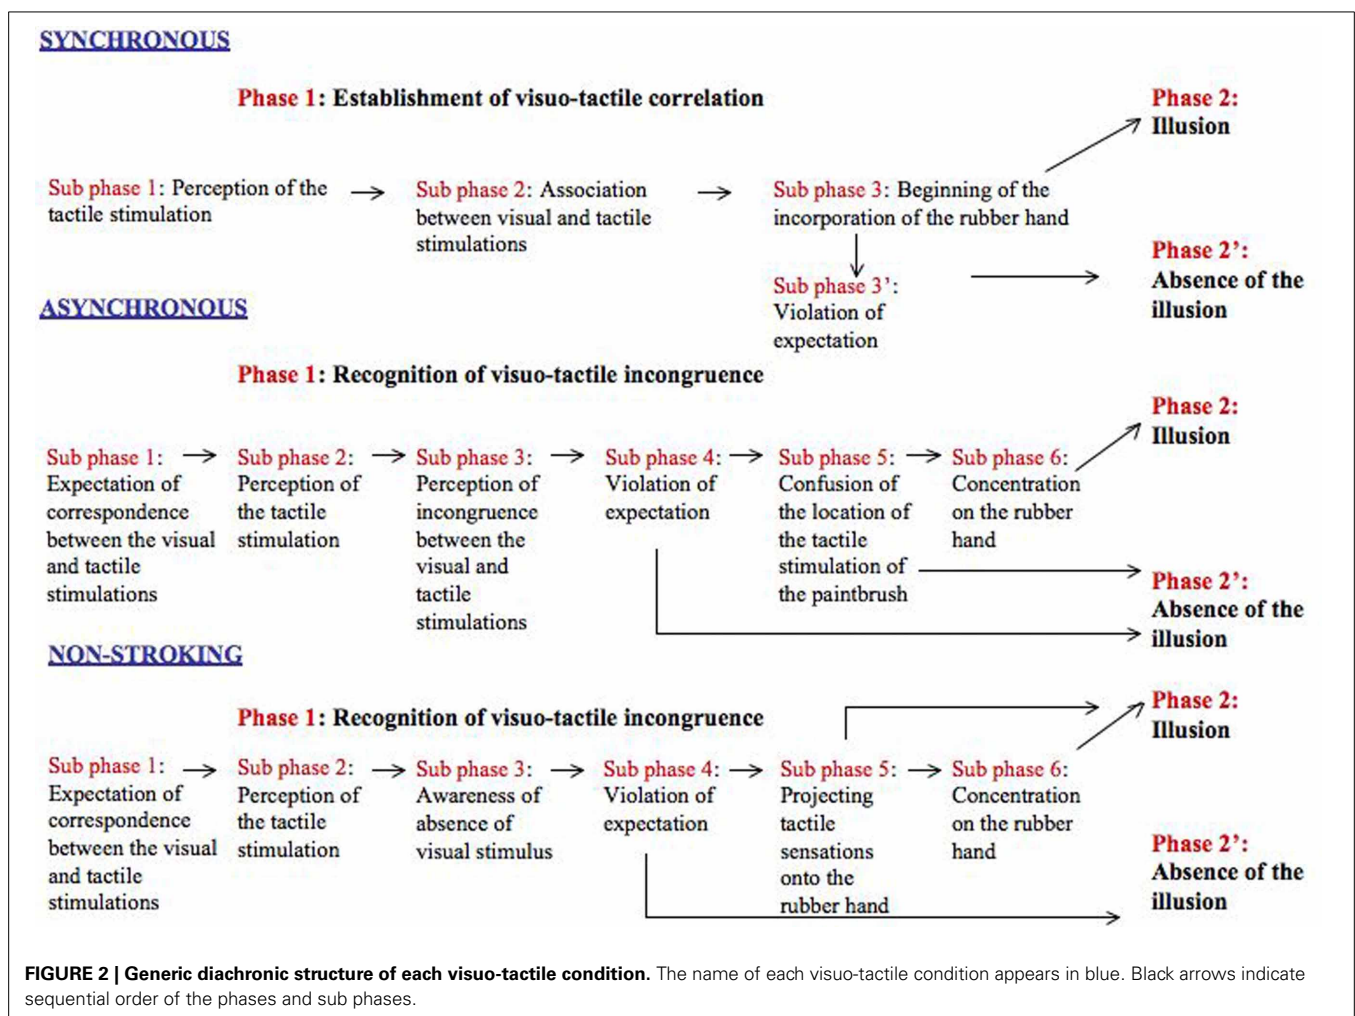 SYNCHRONOUS
Phase 1: Establishment of visuo-tactile correlation
Phase 2:
Illusion
Sub phase 1: Perception of the
tactile stimulation
Sub phase 2: Association
between visual and tactile
stimulations
Sub phase 3: Beginning of the
incorporation of the rubber hand
Sub phase 3’:
Violation of
expectation
Phase 2’:
Absence of the
illusion
ASYNCHRONOUS
Phase 1: Recognition of visuo-tactile incongruence
Phase 2:
Illusion
Sub phase 1:
Expectation of
correspondence
between the visual
and tactile
stimulations
Sub phase 2:
Perception of
the tactile
stimulation
Sub phase 3:
Perception of
incongruence
between the
visual and
tactile
stimulations
Sub phase 4:
Violation of
expectation
Sub phase 5:
Confusion of
the location of
the tactile
stimulation of
the paintbrush
Sub phase 6:
Concentration
on the rubber
hand
Phase 2’:
Absence of the
illusion
NON-STROKING
Phase 1: Recognition of visuo-tactile incongruence
Phase 2:
Illusion
Sub phase 1:
Expectation of
correspondence
between the visual
and tactile
stimulations
Sub phase 2:
Perception of
the tactile
stimulation
Sub phase 3:
Awareness of
absence of
visual stimulus
Sub phase 4:
Violation of
expectation
Sub phase 5:
Projecting
tactile
sensations
onto the
rubber hand
Sub phase 6:
Concentration
on the rubber
hand
Phase 2’:
Absence of the
illusion
FIGURE 2 | Generic diachronic structure of each visuo-tactile condition. The name of each visuo-tactile condition appears in blue. Black arrows indicate
sequential order of the phases and sub phases.